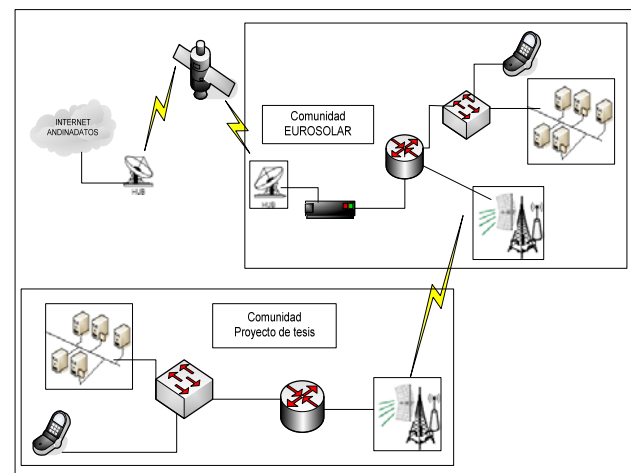 INTERNET
ANDINADATOS
HUB
Comunidad
EUROSOLAR
HUB
Comunidad
Proyecto de tesis